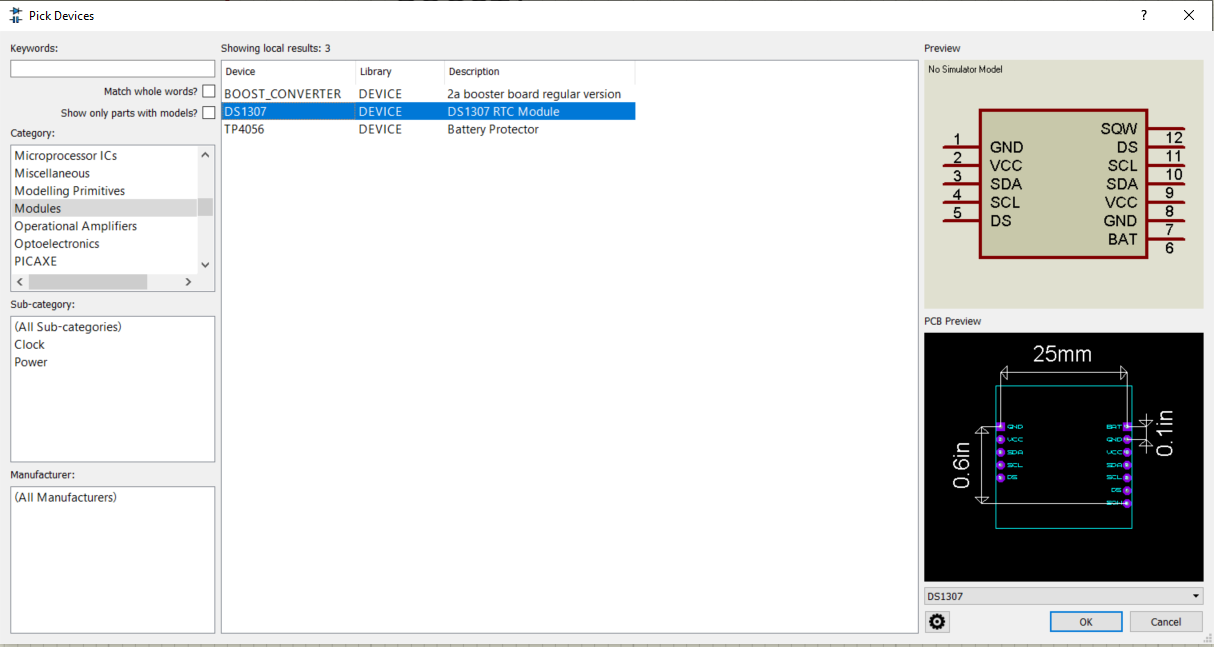 Pick Devices
?
Keywords:
Match whole words?
Show only parts with models?
Category:
Microprocessor ICs
Miscellaneous
Modelling Primitives
Modules
Operational Amplifiers
Optoelectronics
PICAXE
Sub-category:
(All Sub-categories)
Clock
Power
Manufacturer:
(All Manufacturers)
Showing local results: 3
Device Library Description
BOOST_CONVERTER DEVICE 2a booster board regular version
DS1307 DEVICE DS1307 RTC Module
TP4056 DEVICE Battery Protector
Preview
No Simulator Model
1 GND
2 VCC
3 SDA
4 SCL
5 DS
SQW 12
DS 11
SCL 10
SDA 9
VCC 8
GND 7
BAT 6
PCB Preview
25mm
0.6in
0.1in
GND
VCC
SDA
SCL
DS
BAT
GND
VCC
SDA
SCL
DS
DS1307
OK Cancel